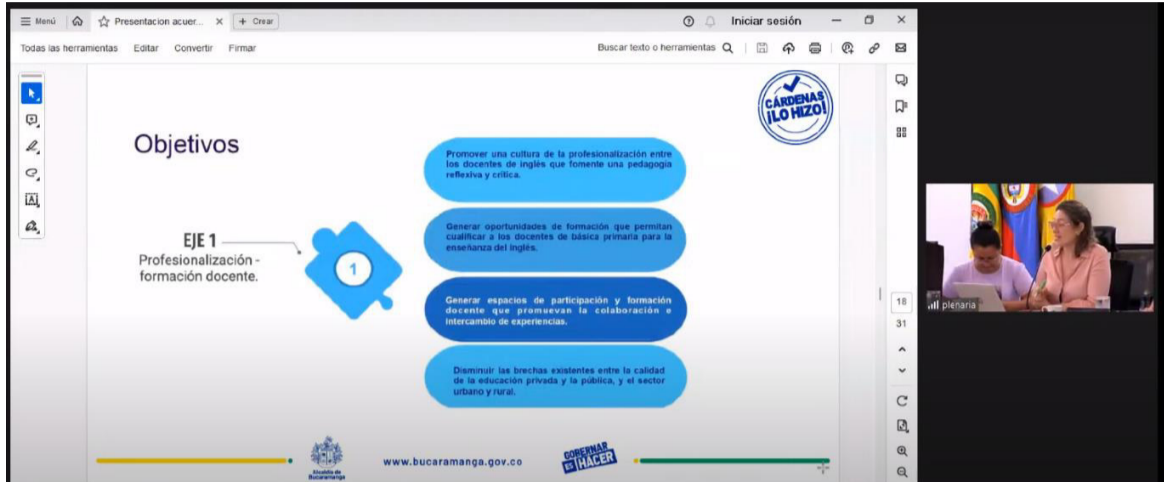 Menú
Presentacion acuer...
+ Crear
Iniciar sesión
Todas las herramientas
Editar
Convertir
Firmar
Buscar texto o herramientas
CÁRDENAS
¡LO HIZO!
Objetivos
EJE 1
Profesionalización -
formación docente.
1
Promover una cultura de la profesionalización entre
los docentes de inglés que fomente una pedagogía
reflexiva y crítica.
Generar oportunidades de formación que permitan
cualificar a los docentes de básica primaria para la
enseñanza del inglés.
Generar espacios de participación y formación
docente que promuevan la colaboración e
intercambio de experiencias.
Disminuir las brechas existentes entre la calidad
de la educación privada y la pública, y el sector
urbano y rural.
18
31
plenaria
Alcaldía de
Bucaramanga
www.bucaramanga.gov.co
GOBERNAR
ES HACER